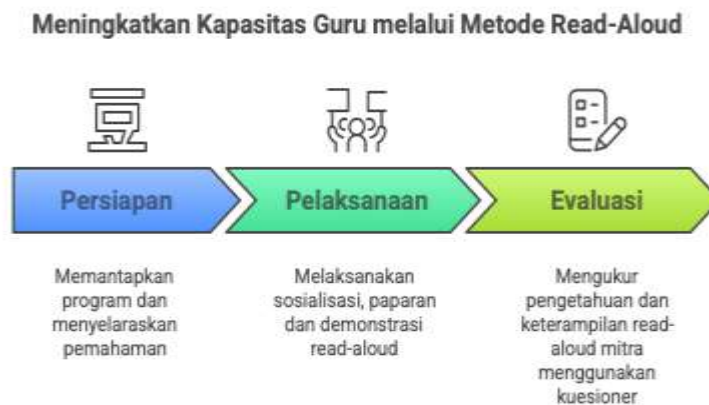 Meningkatkan Kapasitas Guru melalui Metode Read-Aloud
Persiapan
Pelaksanaan
Evaluasi
Memantapkan
program dan
menyelaraskan
pemahaman
Melaksanakan
sosialisasi, paparan
dan demonstrasi
read-aloud
Mengukur
pengetahuan dan
keterampilan read-
aloud mitra
menggunakan
kuesioner